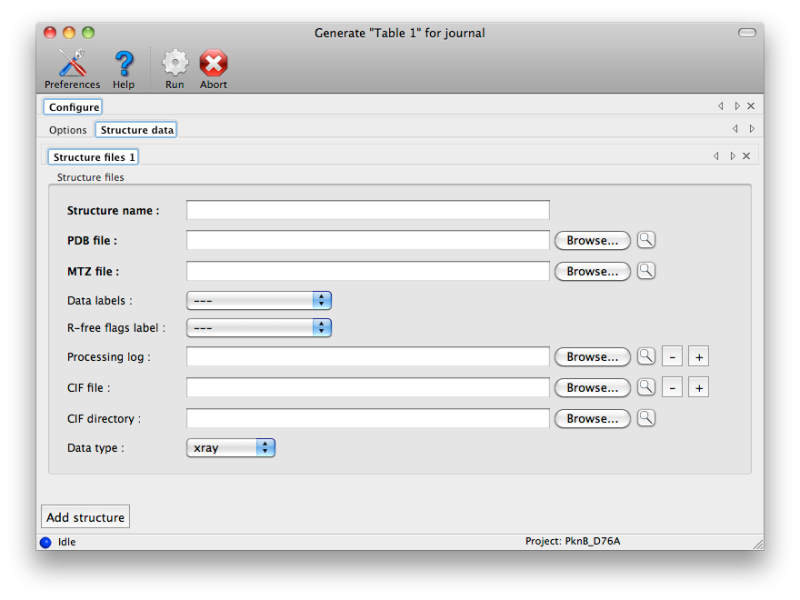 Generate "Table 1" for journal
Preferences Help Run Abort
Configure
Options Structure data
Structure files 1
Structure files
Structure name :
PDB file : Browse...
MTZ file : Browse...
Data labels : ---
R-free flags label : ---
Processing log : Browse... - +
CIF file : Browse... - +
CIF directory : Browse...
Data type : xray
Add structure
Idle Project: PknB_D76A